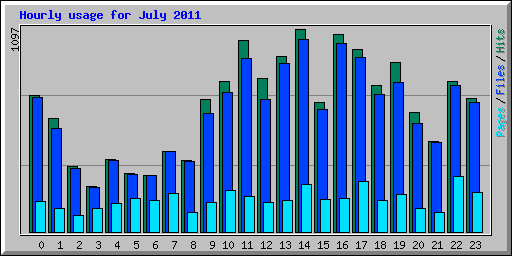 Hourly usage for July 2011
1097
Pages/Files/Hits
0 1 2 3 4 5 6 7 8 9 10 11 12 13 14 15 16 17 18 19 20 21 22 23